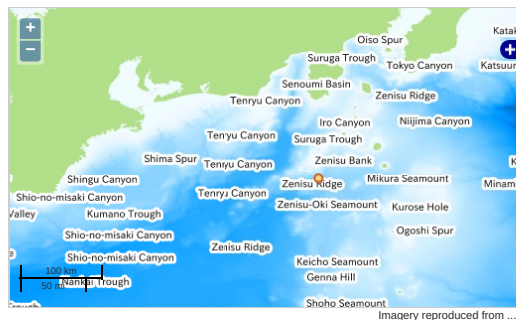 +
−
Oiso Spur
Katak
Suruga Trough
Tokyo Canyon
Katsuur
Senoumi Basin
Tenryu Canyon
Zenisu Ridge
Iro Canyon
Niijima Canyon
Tenryu Canyon
Suruga Trough
Shima Spur
Tenryu Canyon
Zenisu Bank
K
Shingu Canyon
Zenisu Ridge
Mikura Seamount
Minam
Shio-no-misaki Canyon
Tenryu Canyon
Valley
Kumano Trough
Zenisu-Oki Seamount
Kurose Hole
Shio-no-misaki Canyon
Ogoshi Spur
Zenisu Ridge
e
Shio-no-misaki Canyon
Keicho Seamount
100 km
50 mi
Nankai Trough
Genna Hill
Trough
Shoho Seamount
Imagery reproduced from ...